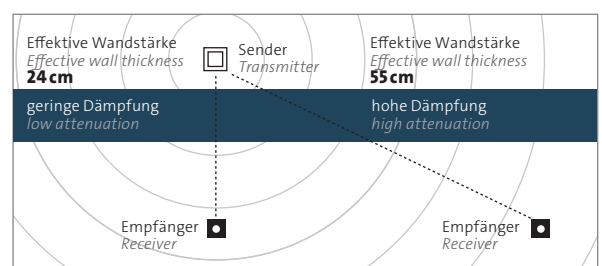 Effektive Wandstärke
Effective wall thickness
24 cm
Sender
Transmitter
Effektive Wandstärke
Effective wall thickness
55 cm
geringe Dämpfung
low attenuation
hohe Dämpfung
high attenuation
Empfänger
Receiver
Empfänger
Receiver